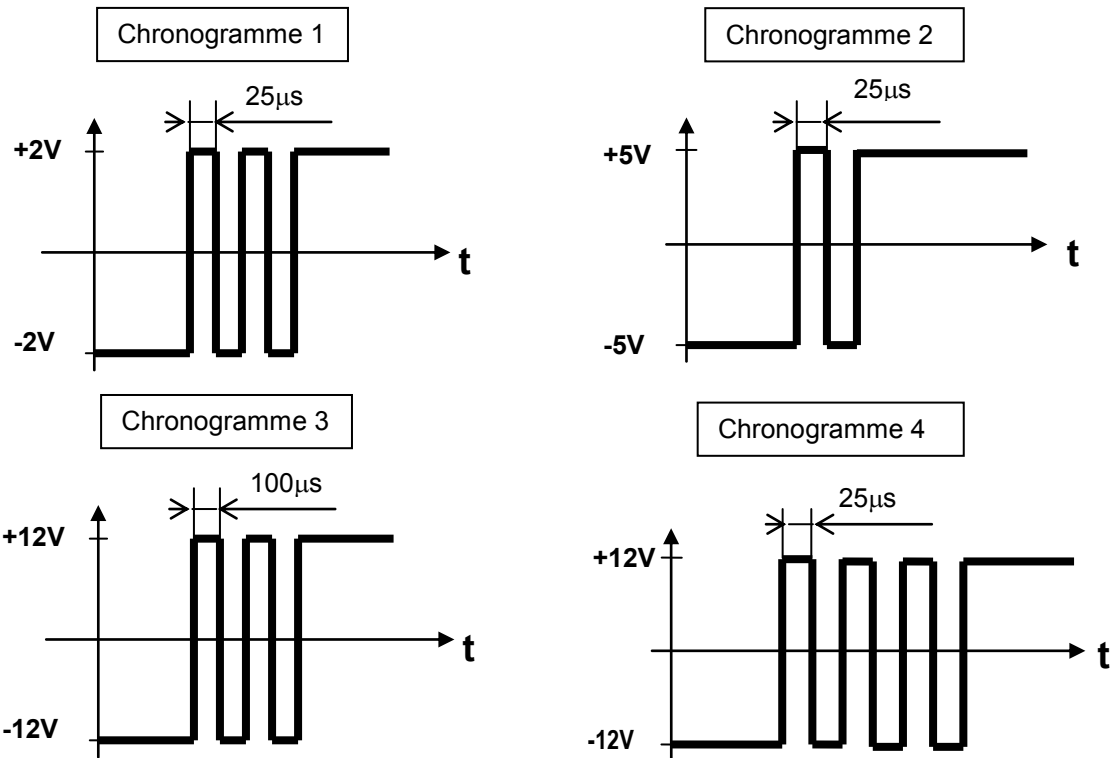 Chronogramme 1
25µs
+2V
t
-2V
Chronogramme 2
25µs
+5V
t
-5V
Chronogramme 3
100µs
+12V
t
-12V
Chronogramme 4
25µs
+12V
t
-12V